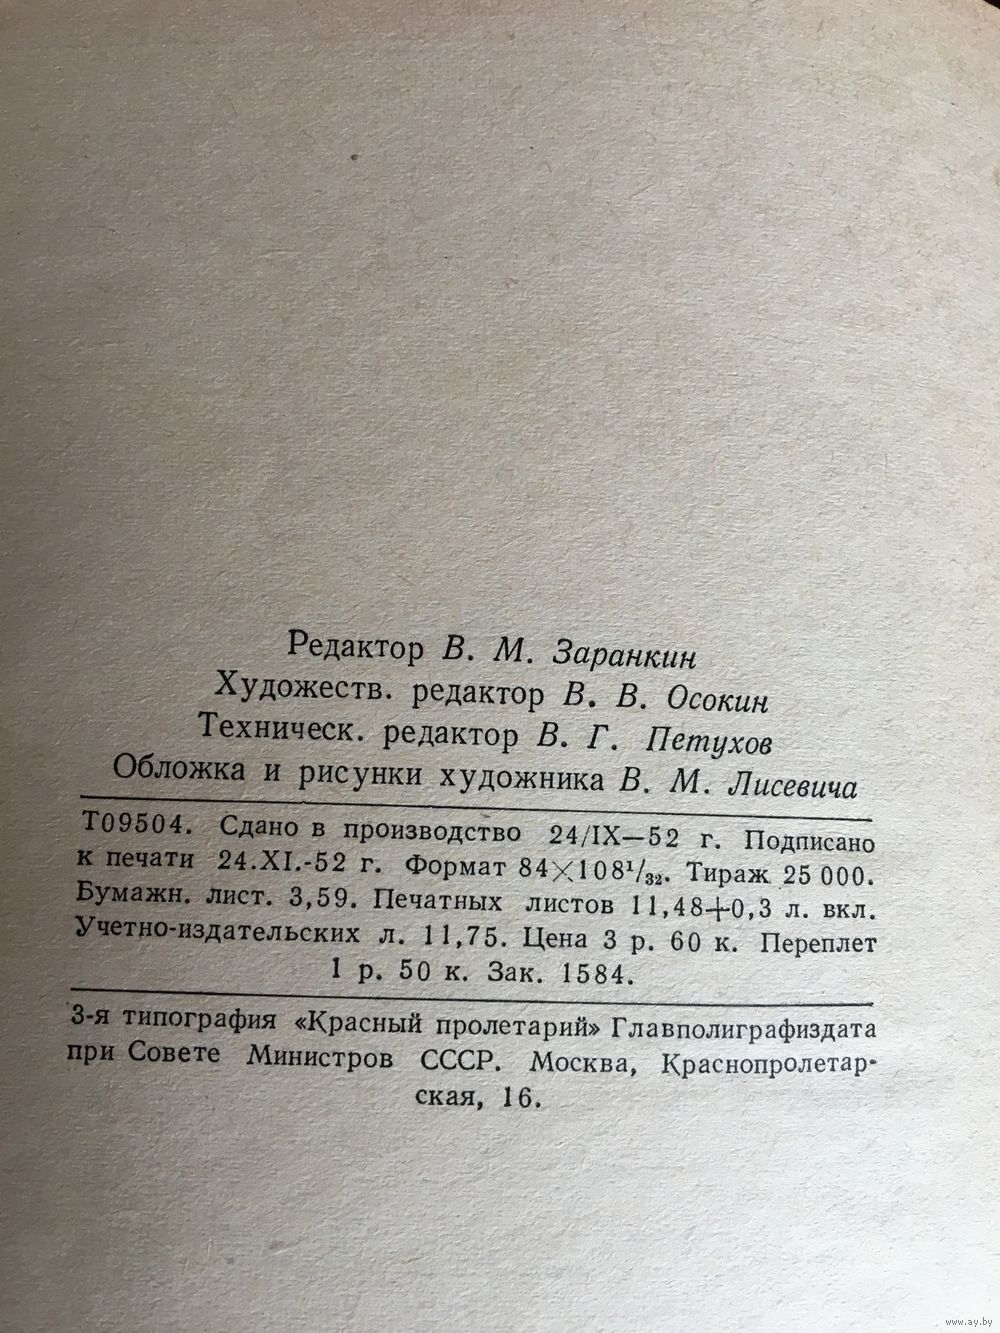 Редактор В. М. Заранкин
Художеств. редактор В. В. Осокин
Техническ. редактор В. Г. Петухов
Обложка и рисунки художника В. М. Лисевича
Т09504. Сдано в производство 24/IX—52 г. Подписано
к печати 24.XI.-52 г. Формат 84×108¹/₃₂. Тираж 25 000.
Бумажн. лист. 3,59. Печатных листов 11,48+0,3 л. вкл.
Учетно-издательских л. 11,75. Цена 3 р. 60 к. Переплет
1 р. 50 к. Зак. 1584.
3-я типография «Красный пролетарий» Главполиграфиздата
при Совете Министров СССР. Москва, Краснопролетар-
ская, 16.
www.ay.by